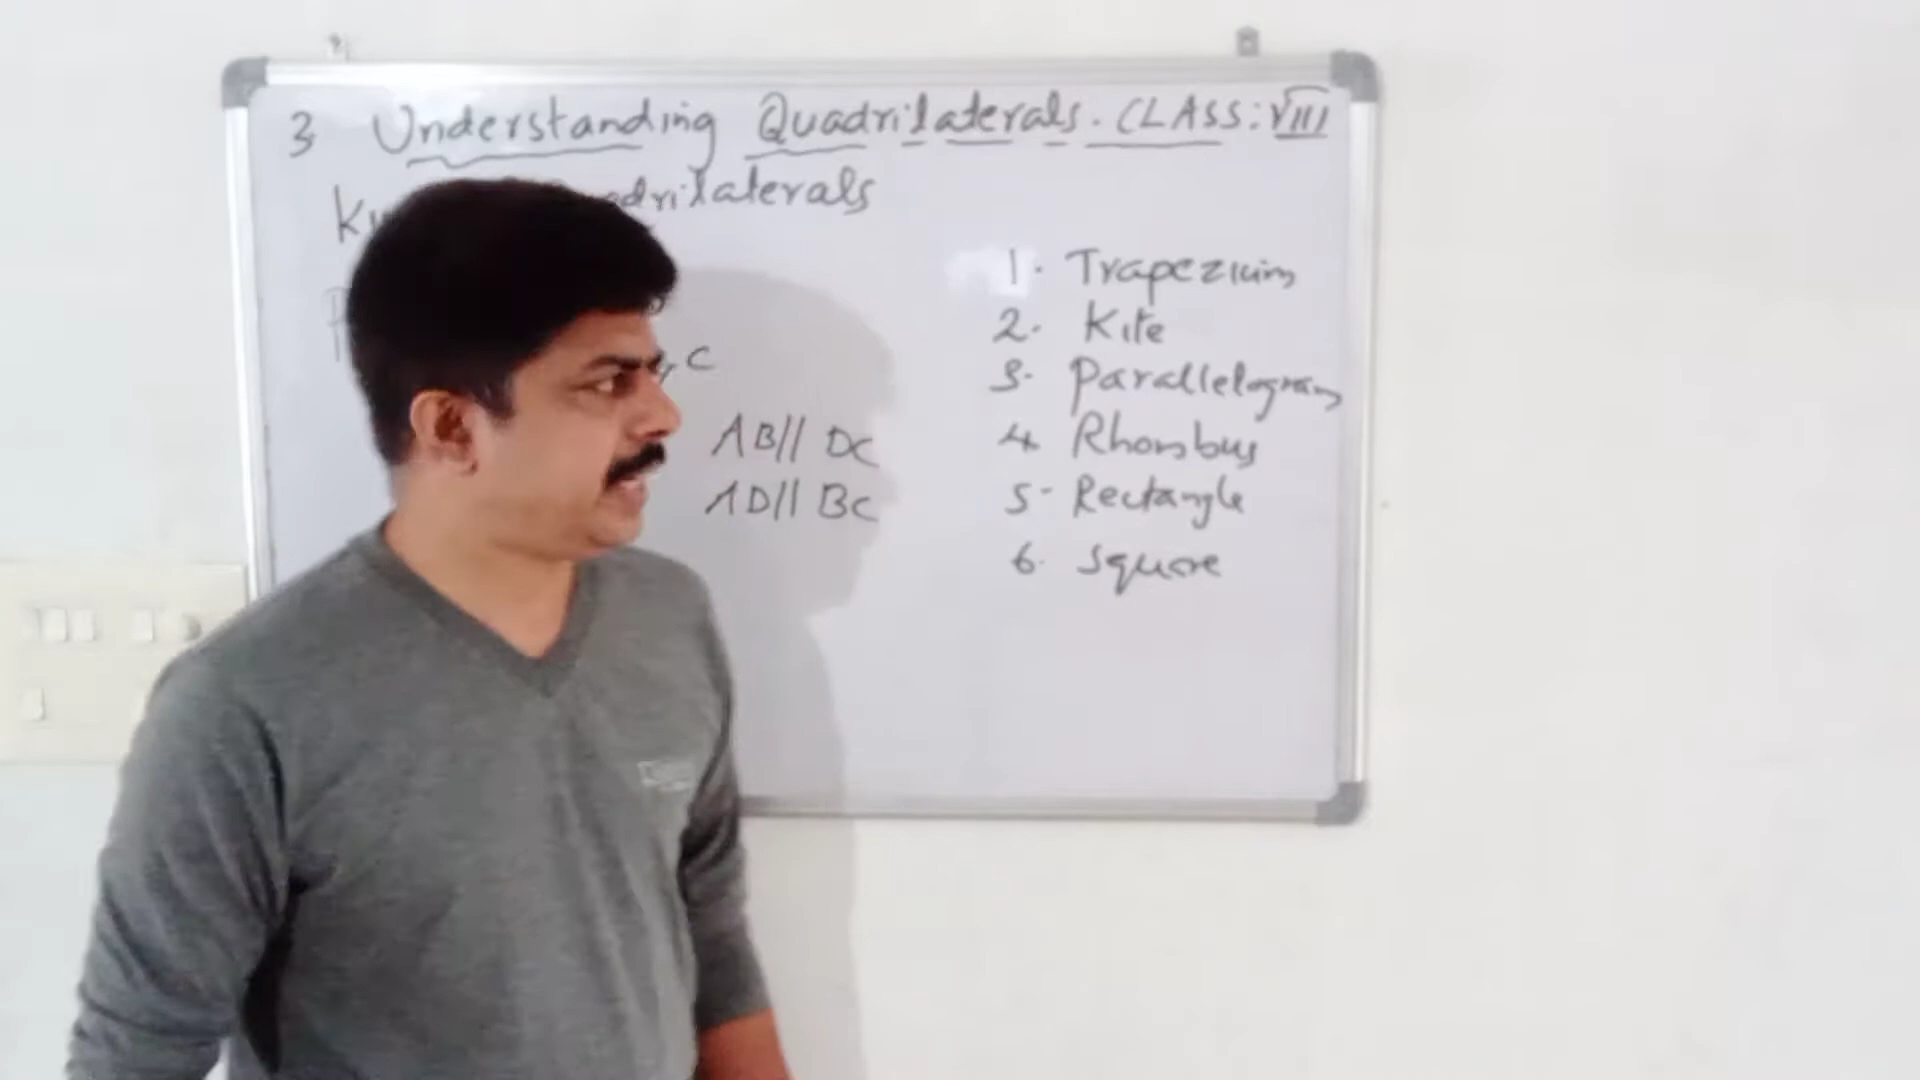 3 Understanding Quadrilaterals. CLASS: VIII
Quadrilaterals
C
AB // DC
AD // BC
1. Trapezium
2. Kite
3. Parallelogram
4. Rhombus
5- Rectangle
6. Square